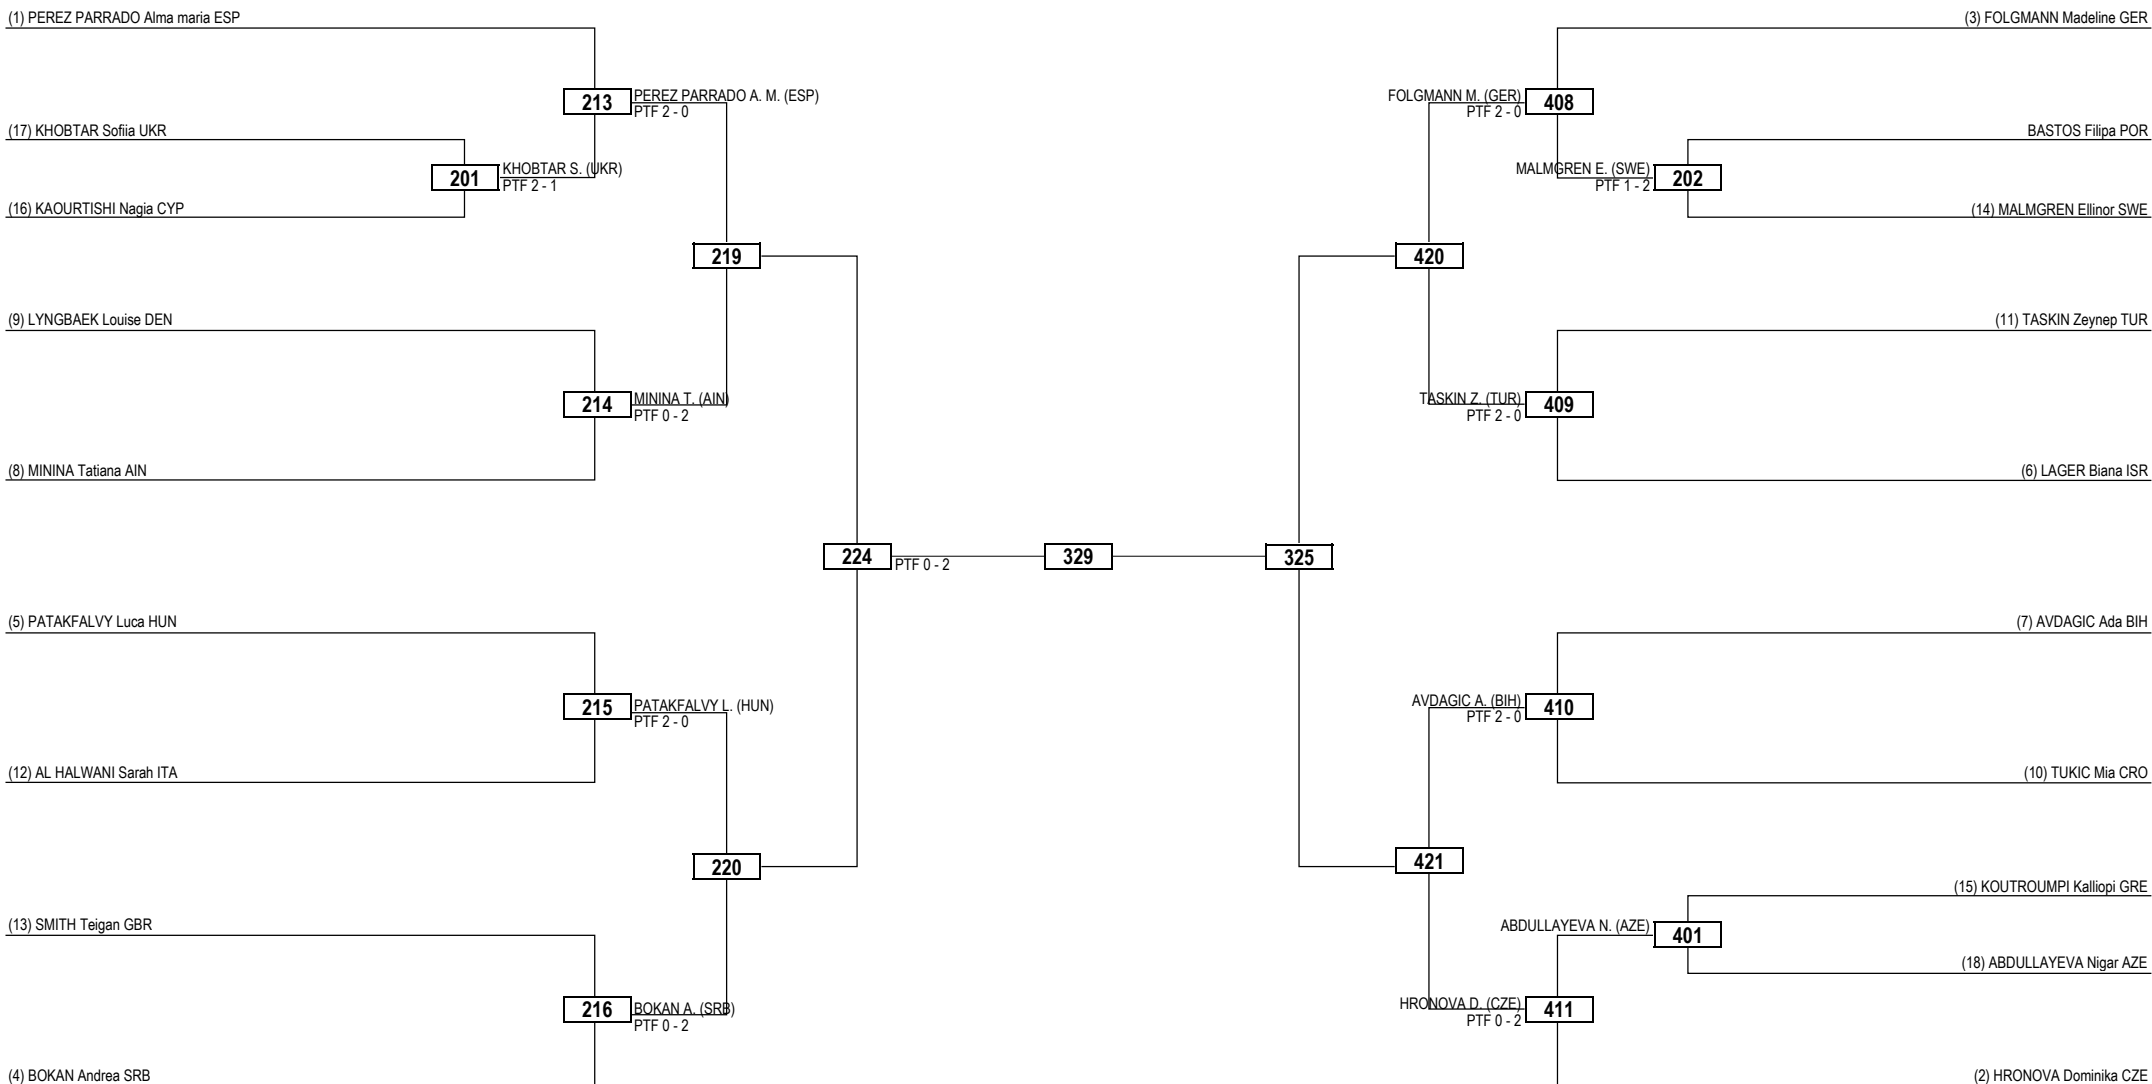 (1) PEREZ PARRADO Alma maria ESP
(3) FOLGMANN Madeline GER
213
PEREZ PARRADO A. M. (ESP)
PTF 2 - 0
FOLGMANN M. (GER)
PTF 2 - 0
408
(17) KHOBTAR Sofiia UKR
BASTOS Filipa POR
201
KHOBTAR S. (UKR)
PTF 2 - 1
MALMGREN E. (SWE)
PTF 1 - 2
202
(16) KAOURTISHI Nagia CYP
(14) MALMGREN Ellinor SWE
219
420
(9) LYNGBAEK Louise DEN
(11) TASKIN Zeynep TUR
214
MININA T. (AIN)
PTF 0 - 2
TASKIN Z. (TUR)
PTF 2 - 0
409
(8) MININA Tatiana AIN
(6) LAGER Biana ISR
224
PTF 0 - 2
329
325
(5) PATAKFALVY Luca HUN
(7) AVDAGIC Ada BIH
215
PATAKFALVY L. (HUN)
PTF 2 - 0
AVDAGIC A. (BIH)
PTF 2 - 0
410
(12) AL HALWANI Sarah ITA
(10) TUKIC Mia CRO
220
421
(15) KOUTROUMPI Kalliopi GRE
(13) SMITH Teigan GBR
ABDULLAYEVA N. (AZE)
401
(18) ABDULLAYEVA Nigar AZE
216
BOKAN A. (SRB)
PTF 0 - 2
HRONOVA D. (CZE)
PTF 0 - 2
411
(4) BOKAN Andrea SRB
(2) HRONOVA Dominika CZE